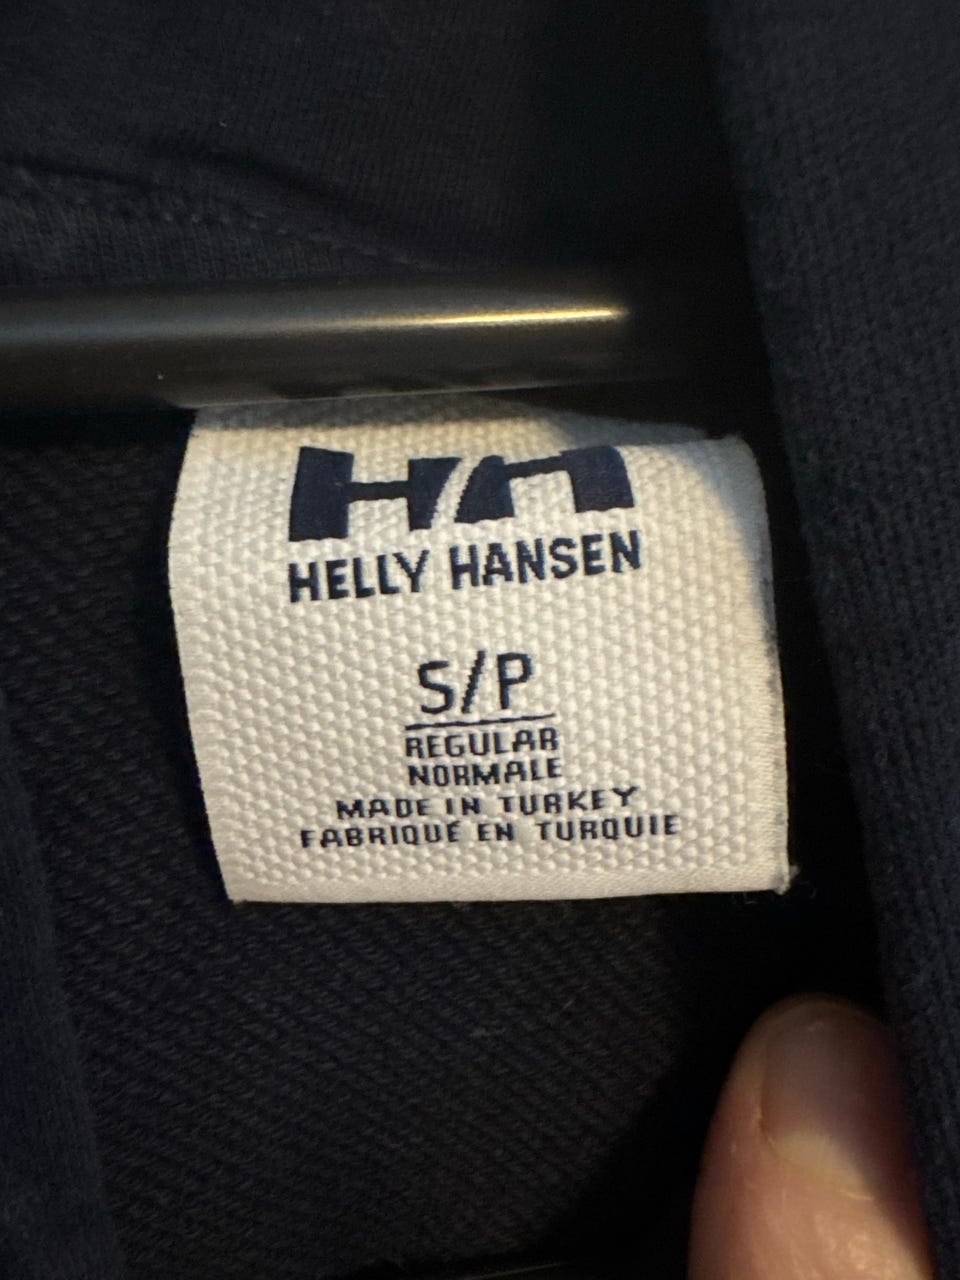 HH
HELLY HANSEN
S/P
REGULAR
NORMALE
MADE IN TURKEY
FABRIQUÉ EN TURQUIE